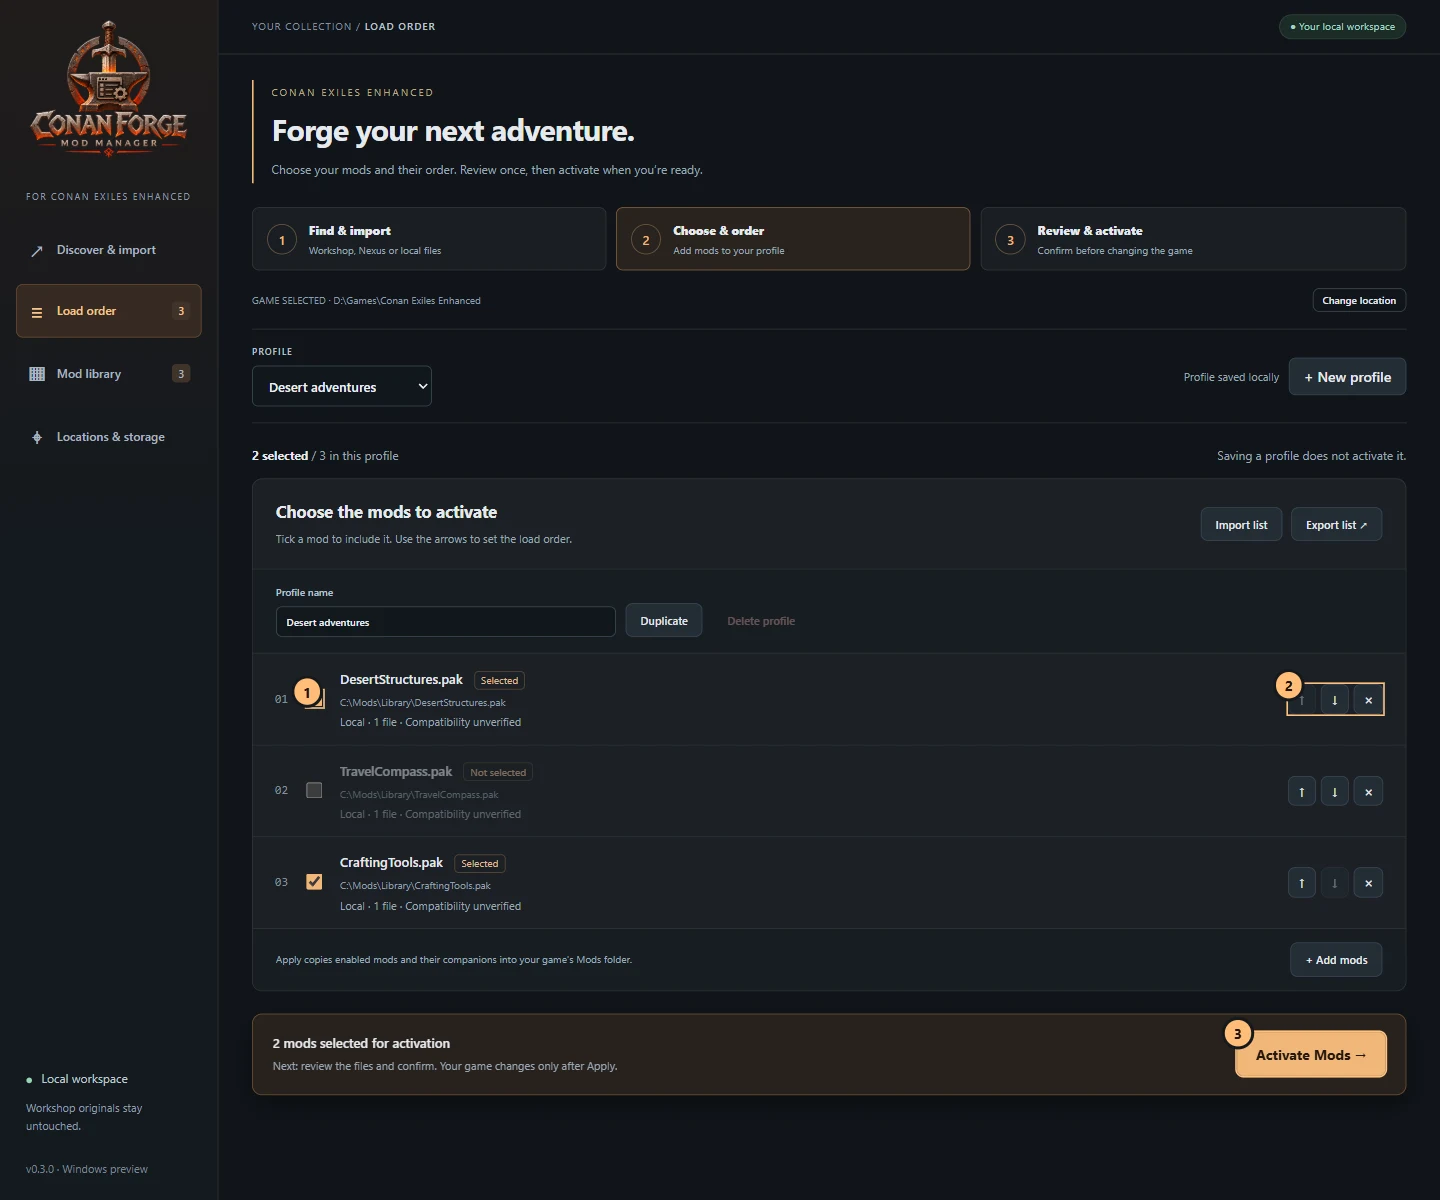 CONAN FORGE
MOD MANAGER
FOR CONAN EXILES ENHANCED
Discover & import
Load order 3
Mod library 3
Locations & storage
Local workspace
Workshop originals stay
untouched.
v0.3.0 · Windows preview
YOUR COLLECTION / LOAD ORDER
Your local workspace
CONAN EXILES ENHANCED
Forge your next adventure.
Choose your mods and their order. Review once, then activate when you're ready.
1 Find & import
Workshop, Nexus or local files
2 Choose & order
Add mods to your profile
3 Review & activate
Confirm before changing the game
GAME SELECTED · D:\Games\Conan Exiles Enhanced
Change location
PROFILE
Desert adventures
Profile saved locally
+ New profile
2 selected / 3 in this profile
Saving a profile does not activate it.
Choose the mods to activate
Tick a mod to include it. Use the arrows to set the load order.
Import list
Export list ↗
Profile name
Desert adventures
Duplicate
Delete profile
01 1 DesertStructures.pak Selected
C:\Mods\Library\DesertStructures.pak
Local · 1 file · Compatibility unverified
2 ↑ ↓ ×
02 TravelCompass.pak Not selected
C:\Mods\Library\TravelCompass.pak
Local · 1 file · Compatibility unverified
↑ ↓ ×
03 CraftingTools.pak Selected
C:\Mods\Library\CraftingTools.pak
Local · 1 file · Compatibility unverified
↑ ↓ ×
Apply copies enabled mods and their companions into your game's Mods folder.
+ Add mods
2 mods selected for activation
Next: review the files and confirm. Your game changes only after Apply.
3
Activate Mods →